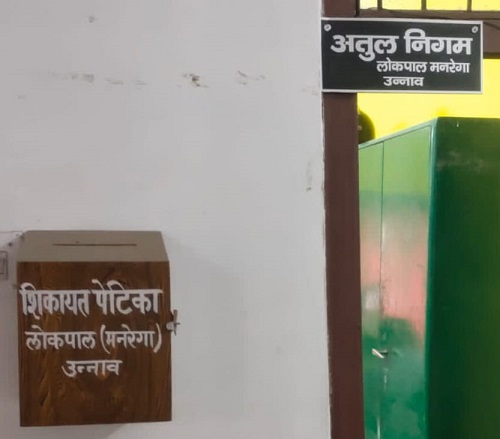 अतुल निगम
लोकपाल मनरेगा
उन्नाव
शिकायत पेटिका
लोकपाल (मनरेगा)
उन्नाव